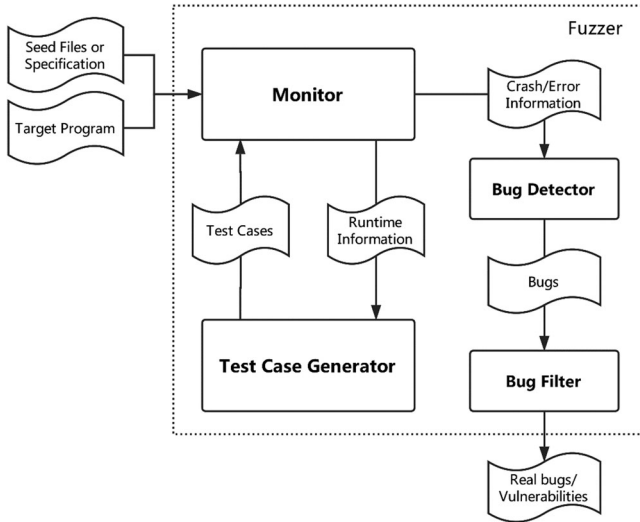 Fuzzer
Seed Files or
Specification
Target Program
Monitor
Crash/Error
Information
Bug Detector
Test Cases
Runtime
Information
Bugs
Test Case Generator
Bug Filter
Real bugs/
Vulnerabilities